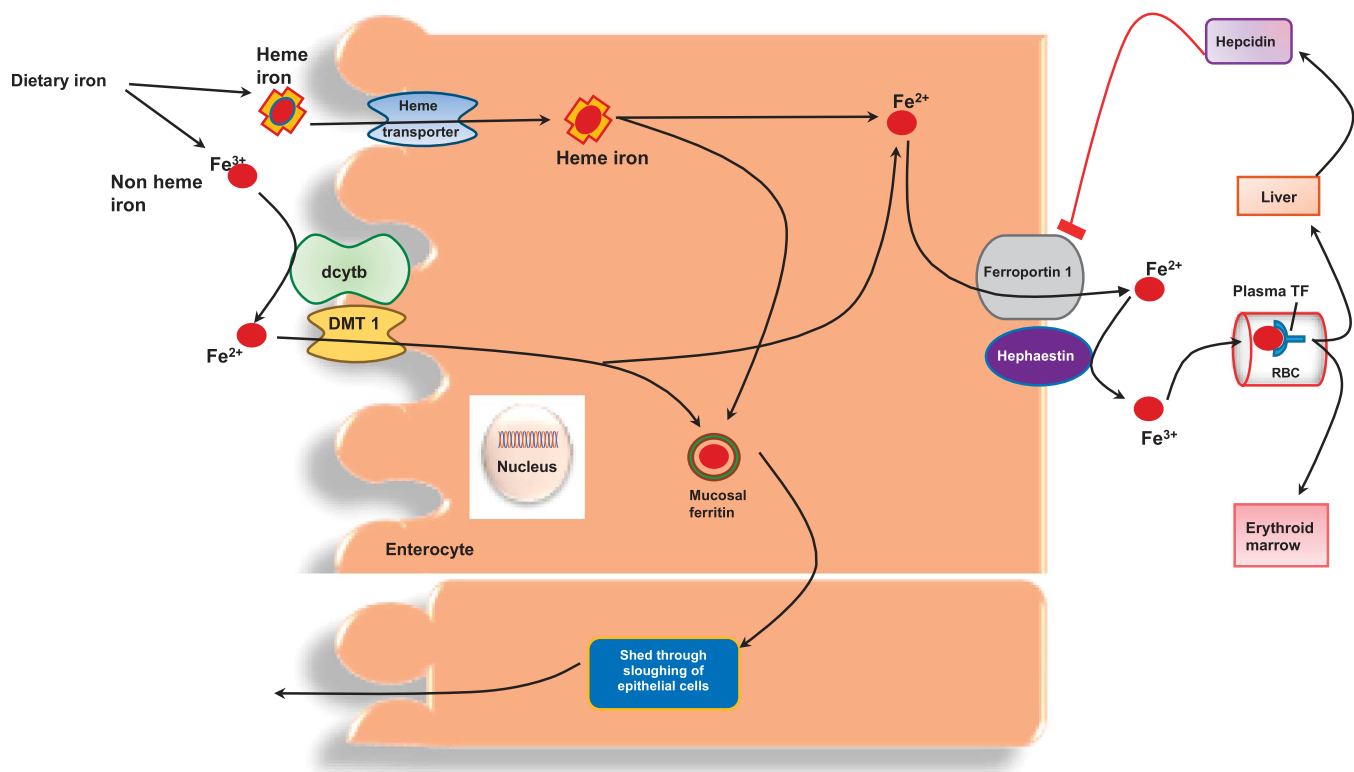 Dietary iron
Heme
iron
Heme
transporter
Heme iron
Fe2+
Hepcidin
Fe3+
Non heme
iron
Liver
dcytb
Ferroportin 1
Fe2+
Plasma TF
DMT 1
Fe2+
Hephaestin
RBC
Fe3+
Nucleus
Mucosal
ferritin
Erythroid
marrow
Enterocyte
Shed through
sloughing of
epithelial cells